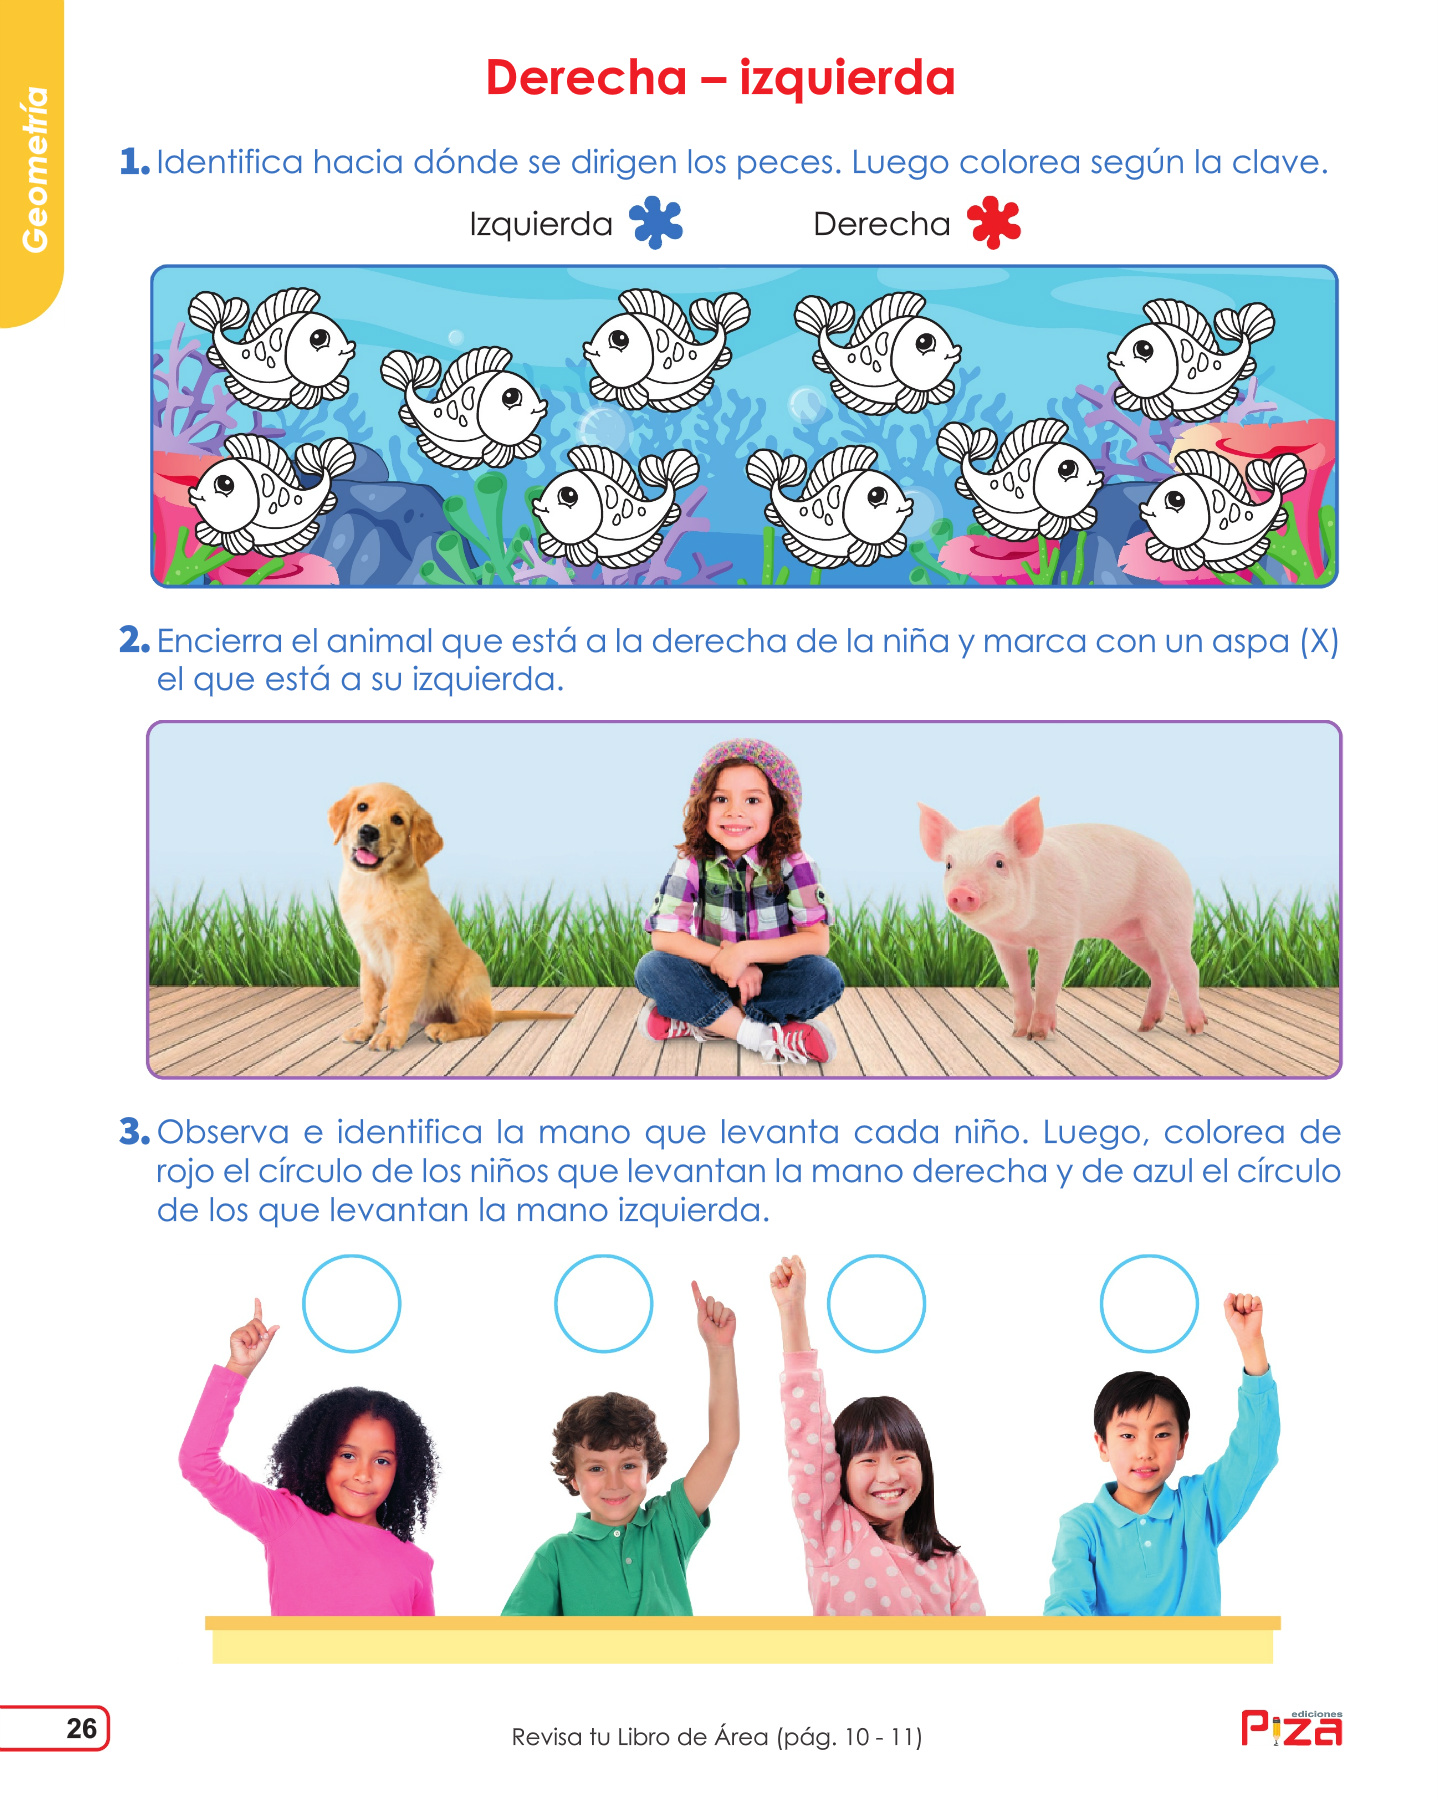 Geometría
Derecha – izquierda
1. Identifica hacia dónde se dirigen los peces. Luego colorea según la clave.
Izquierda
Derecha
2. Encierra el animal que está a la derecha de la niña y marca con un aspa (X)
el que está a su izquierda.
3. Observa e identifica la mano que levanta cada niño. Luego, colorea de
rojo el círculo de los niños que levantan la mano derecha y de azul el círculo
de los que levantan la mano izquierda.
26
Revisa tu Libro de Área (pág. 10 - 11)
ediciones
Piza